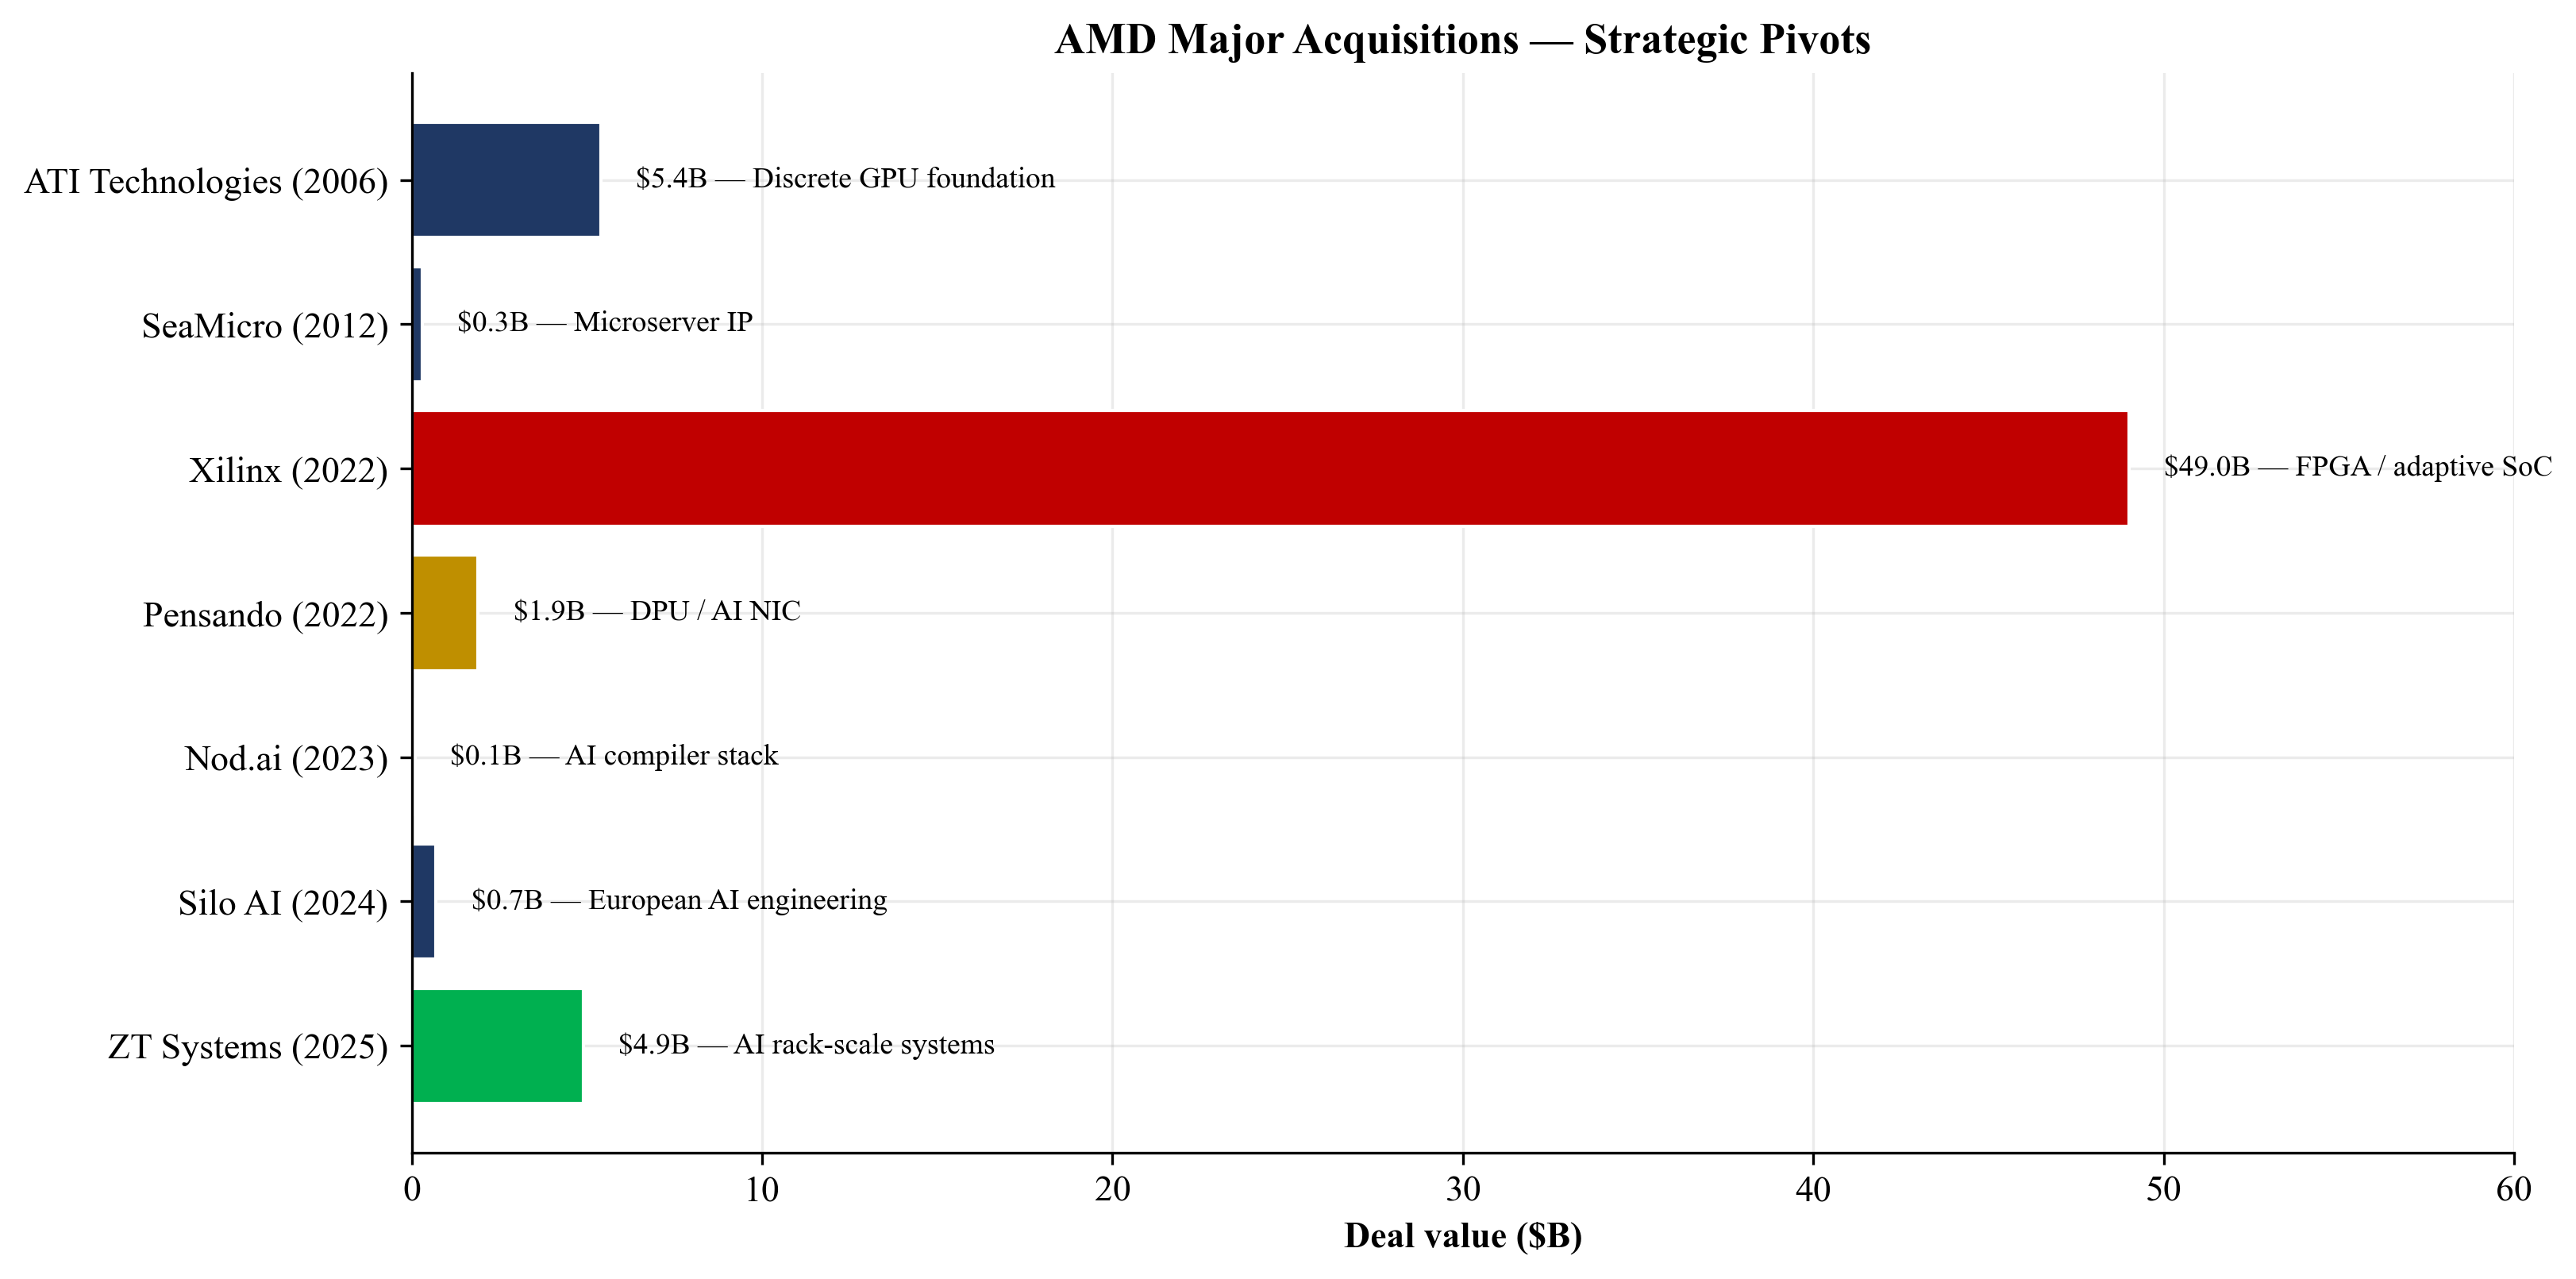 AMD Major Acquisitions — Strategic Pivots
ATI Technologies (2006)
$5.4B — Discrete GPU foundation
SeaMicro (2012)
$0.3B — Microserver IP
Xilinx (2022)
$49.0B — FPGA / adaptive SoC
Pensando (2022)
$1.9B — DPU / AI NIC
Nod.ai (2023)
$0.1B — AI compiler stack
Silo AI (2024)
$0.7B — European AI engineering
ZT Systems (2025)
$4.9B — AI rack-scale systems
0 10 20 30 40 50 60
Deal value ($B)